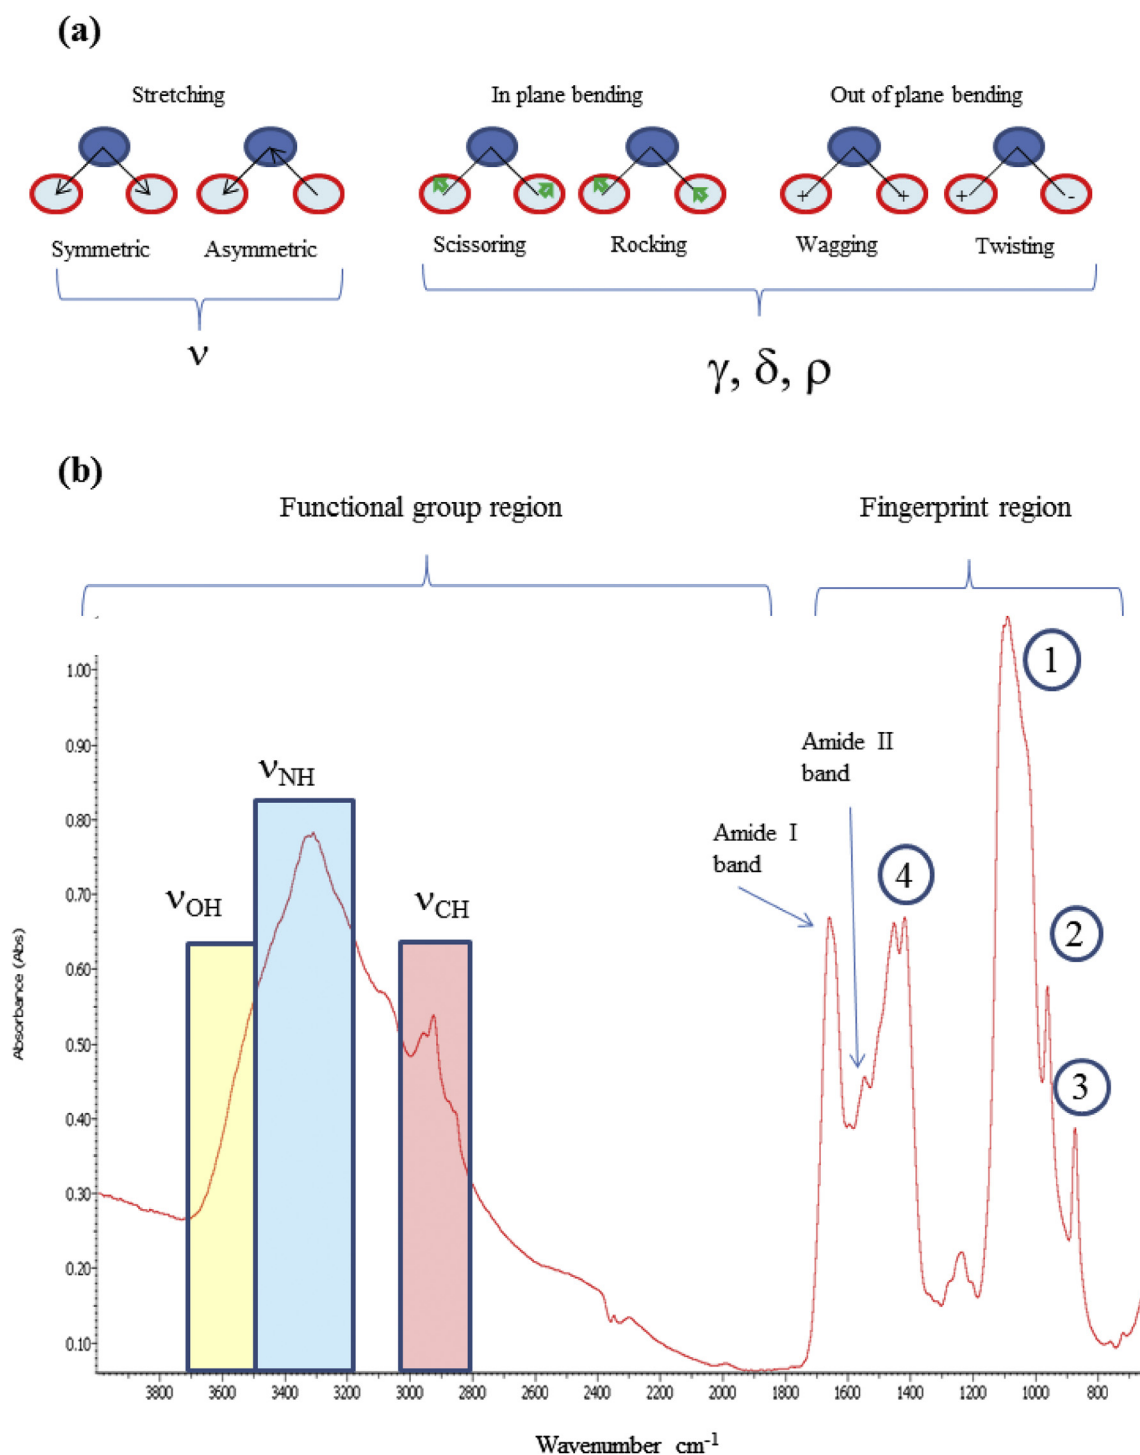 (a)
Stretching
In plane bending
Out of plane bending
+
+
+
-
Symmetric
Asymmetric
Scissoring
Rocking
Wagging
Twisting
ν
γ, δ, ρ
(b)
Functional group region
Fingerprint region
1
1.00
0.90
Amide II
band
νNH
0.80
Amide I
band
4
νOH
νCH
0.70
2
Absorbance (Abs)
0.60
0.50
3
0.40
0.30
0.20
0.10
3800 3600 3400 3200 3000 2800 2600 2400 2200 2000 1800 1600 1400 1200 1000 800
Wavenumber cm-1